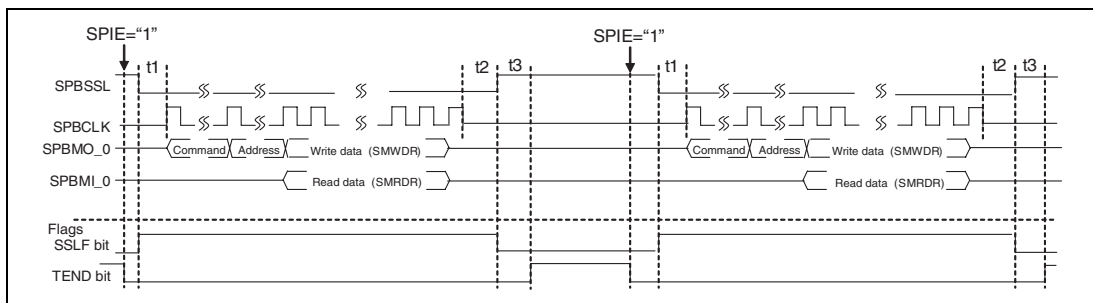 SPIE="1" SPIE="1"
t1 t2 t3 t1 t2 t3
SPBSSL
SPBCLK
SPBMO_0 Command Address Write data (SMWDR) Command Address Write data (SMWDR)
SPBMI_0 Read data (SMRDR) Read data (SMRDR)
Flags
SSLF bit
TEND bit